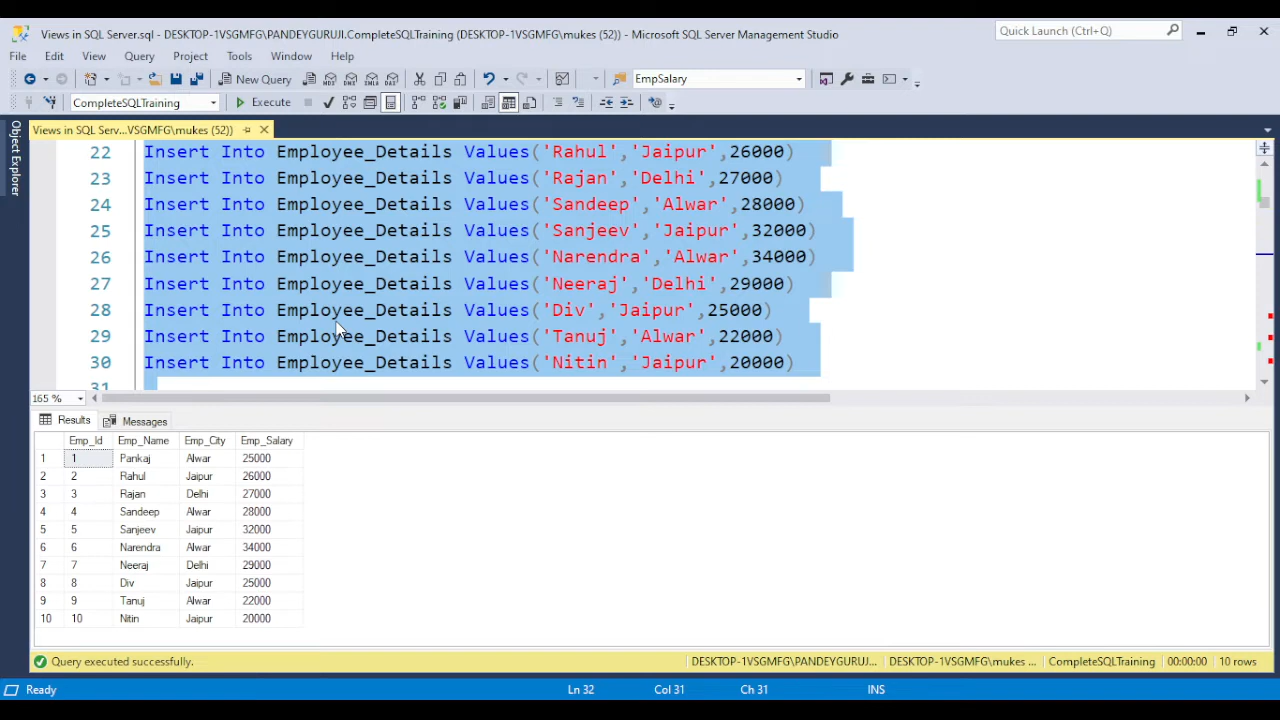 Views in SQL Server.sql - DESKTOP-1VSGMFG\PANDEYGURUJI.CompleteSQLTraining (DESKTOP-1VSGMFG\mukes (52)) - Microsoft SQL Server Management Studio
Quick Launch (Ctrl+Q)
File Edit View Query Project Tools Window Help
New Query MDX DMX XMLA DAX EmpSalary
CompleteSQLTraining Execute
Views in SQL Serv...VSGMFG\mukes (52))
Object Explorer
22 Insert Into Employee_Details Values('Rahul','Jaipur',26000)
23 Insert Into Employee_Details Values('Rajan','Delhi',27000)
24 Insert Into Employee_Details Values('Sandeep','Alwar',28000)
25 Insert Into Employee_Details Values('Sanjeev','Jaipur',32000)
26 Insert Into Employee_Details Values('Narendra','Alwar',34000)
27 Insert Into Employee_Details Values('Neeraj','Delhi',29000)
28 Insert Into Employee_Details Values('Div','Jaipur',25000)
29 Insert Into Employee_Details Values('Tanuj','Alwar',22000)
30 Insert Into Employee_Details Values('Nitin','Jaipur',20000)
31
165 %
Results Messages
Emp_Id Emp_Name Emp_City Emp_Salary
1 1 Pankaj Alwar 25000
2 2 Rahul Jaipur 26000
3 3 Rajan Delhi 27000
4 4 Sandeep Alwar 28000
5 5 Sanjeev Jaipur 32000
6 6 Narendra Alwar 34000
7 7 Neeraj Delhi 29000
8 8 Div Jaipur 25000
9 9 Tanuj Alwar 22000
10 10 Nitin Jaipur 20000
Query executed successfully. DESKTOP-1VSGMFG\PANDEYGURUJI... DESKTOP-1VSGMFG\mukes ... CompleteSQLTraining 00:00:00 10 rows
Ready Ln 32 Col 31 Ch 31 INS